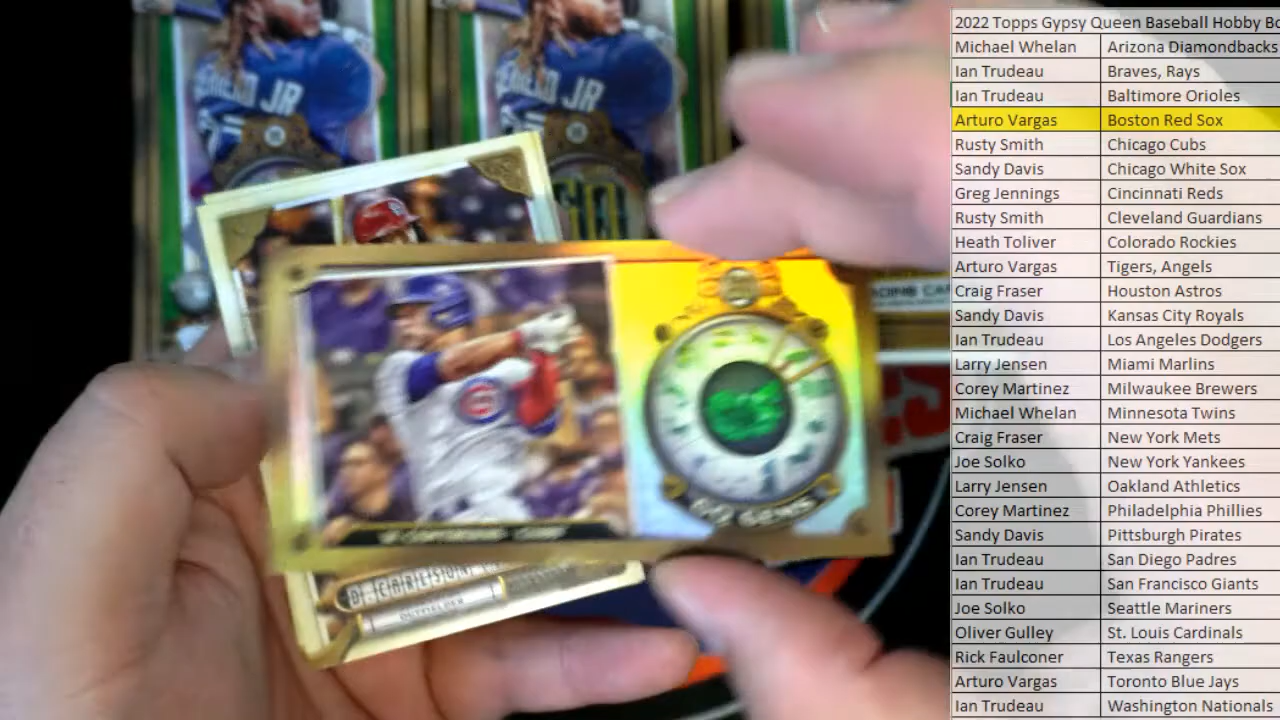 2022 Topps Gypsy Queen Baseball Hobby Bo
Michael Whelan Arizona Diamondbacks
Ian Trudeau Braves, Rays
Ian Trudeau Baltimore Orioles
Arturo Vargas Boston Red Sox
Rusty Smith Chicago Cubs
Sandy Davis Chicago White Sox
Greg Jennings Cincinnati Reds
Rusty Smith Cleveland Guardians
Heath Toliver Colorado Rockies
Arturo Vargas Tigers, Angels
Craig Fraser Houston Astros
Sandy Davis Kansas City Royals
Ian Trudeau Los Angeles Dodgers
Larry Jensen Miami Marlins
Corey Martinez Milwaukee Brewers
Michael Whelan Minnesota Twins
Craig Fraser New York Mets
Joe Solko New York Yankees
Larry Jensen Oakland Athletics
Corey Martinez Philadelphia Phillies
Sandy Davis Pittsburgh Pirates
Ian Trudeau San Diego Padres
Ian Trudeau San Francisco Giants
Joe Solko Seattle Mariners
Oliver Gulley St. Louis Cardinals
Rick Faulconer Texas Rangers
Arturo Vargas Toronto Blue Jays
Ian Trudeau Washington Nationals
JR
JR
D. CARLSON
OUTFIELDER